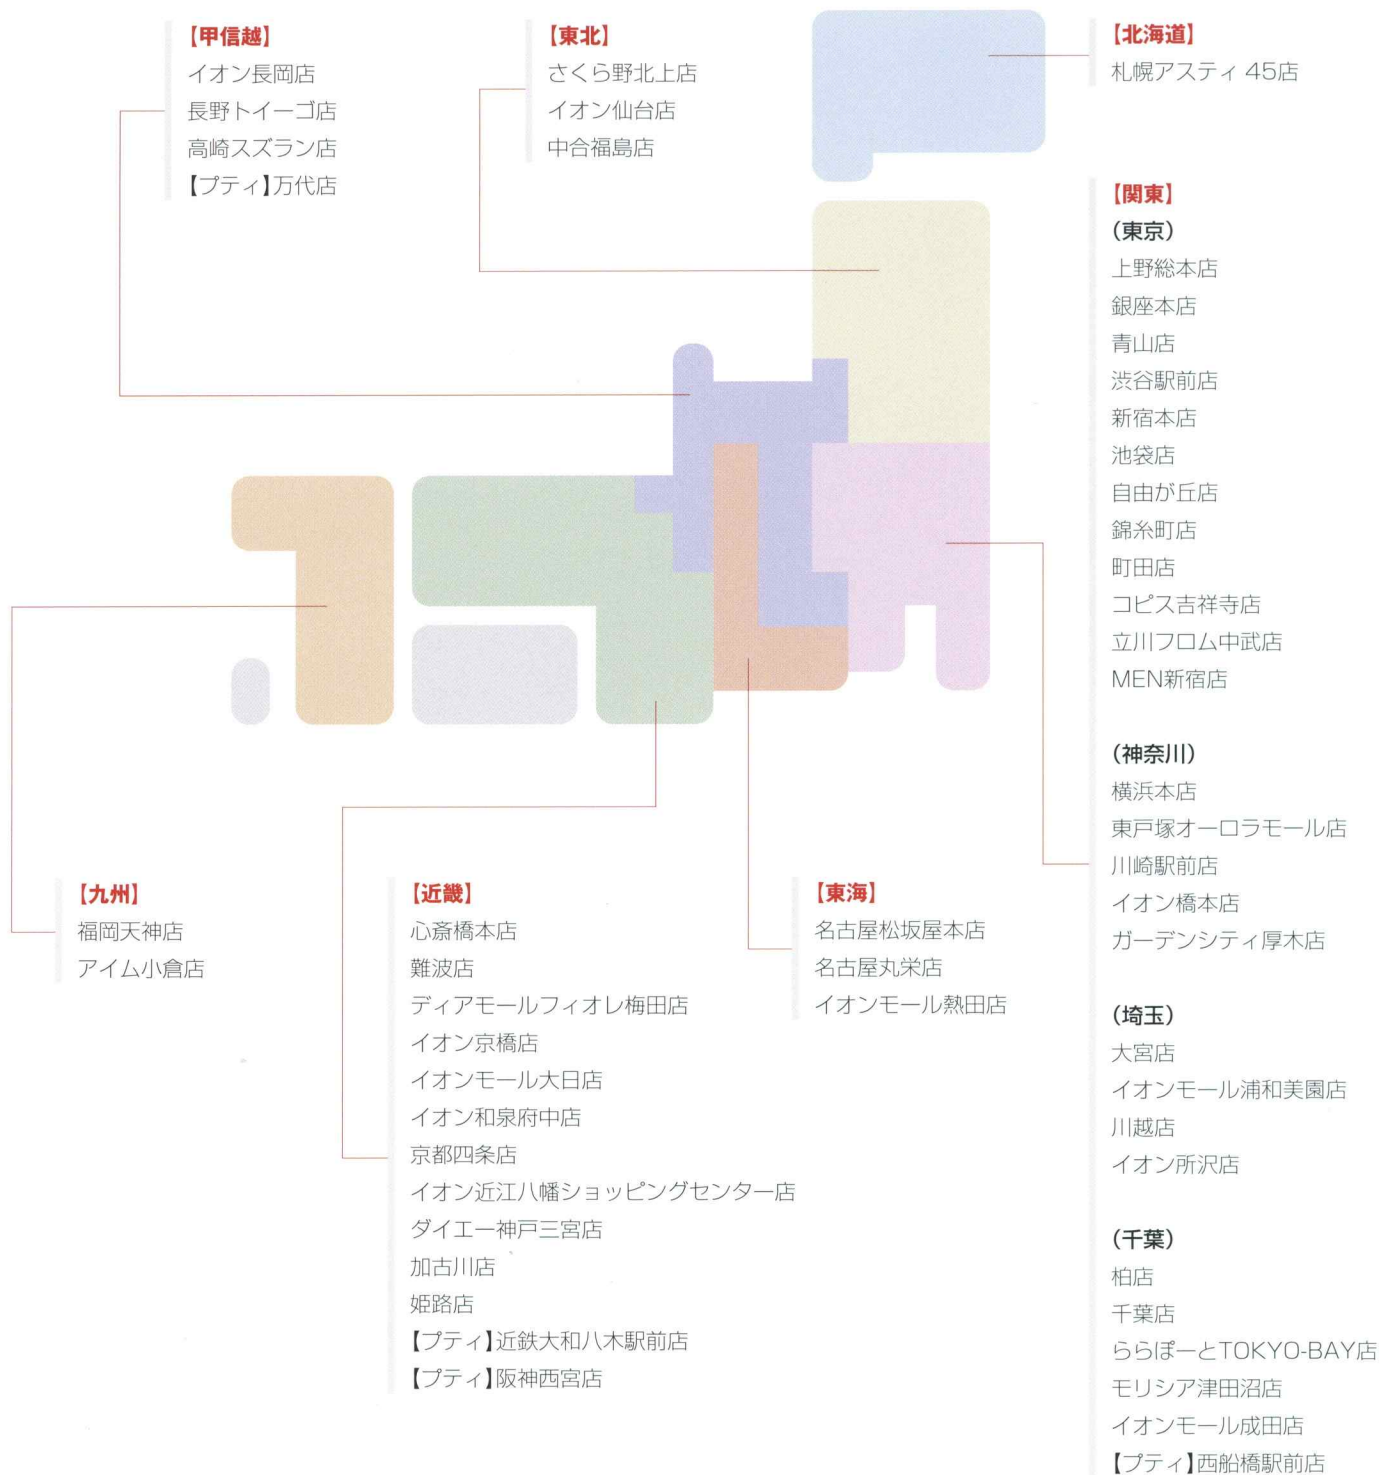 【甲信越】
イオン長岡店
長野トイーゴ店
高崎スズラン店
【プティ】万代店
【東北】
さくら野北上店
イオン仙台店
中合福島店
【北海道】
札幌アスティ 45店
【関東】
（東京）
上野総本店
銀座本店
青山店
渋谷駅前店
新宿本店
池袋店
自由が丘店
錦糸町店
町田店
コピス吉祥寺店
立川フロム中武店
MEN新宿店
（神奈川）
横浜本店
東戸塚オーロラモール店
川崎駅前店
イオン橋本店
ガーデンシティ厚木店
（埼玉）
大宮店
イオンモール浦和美園店
川越店
イオン所沢店
（千葉）
柏店
千葉店
ららぽーとTOKYO-BAY店
モリシア津田沼店
イオンモール成田店
【プティ】西船橋駅前店
【九州】
福岡天神店
アイム小倉店
【近畿】
心斎橋本店
難波店
ディアモールフィオレ梅田店
イオン京橋店
イオンモール大日店
イオン和泉府中店
京都四条店
イオン近江八幡ショッピングセンター店
ダイエー神戸三宮店
加古川店
姫路店
【プティ】近鉄大和八木駅前店
【プティ】阪神西宮店
【東海】
名古屋松坂屋本店
名古屋丸栄店
イオンモール熱田店